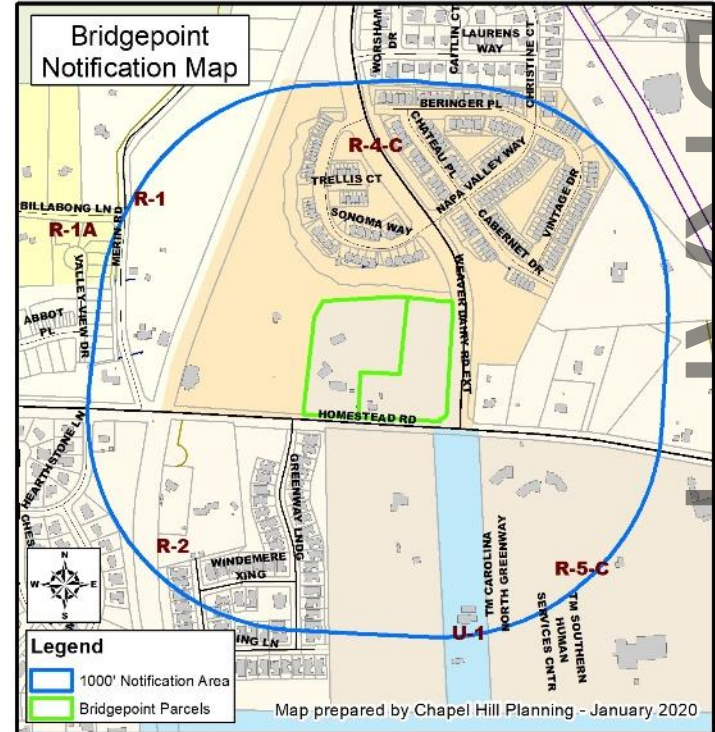 Bridgepoint
Notification Map
WORSHAM
DR
CAITLIN CT
LAURENS
WAY
CHRISTINE CT
BERINGER PL
CHATEAU PL
R-4-C
NAPA VALLEY WAY
TRELLIS CT
SONOMA WAY
CABERNET DR
VINTAGE DR
R-1
BILLABONG LN
R-1A
MERIN RD
VALLEY VIEW DR
ABBOT
PL
WEAVER DAIRY RD EXT
HOMESTEAD RD
HEARTHSTONE LN
CHES
GREENWAY LNDG
R-2
WINDEMERE
XING
ING LN
TM CAROLINA
NORTH GREENWAY
R-5-C
TM SOUTHERN
HUMAN
SERVICES CNTR
U-1
N
W E
S
Legend
1000' Notification Area
Bridgepoint Parcels
Map prepared by Chapel Hill Planning - January 2020